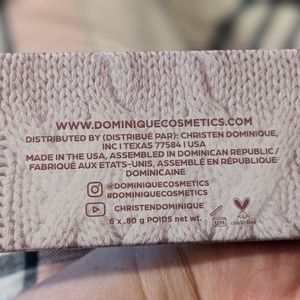 WWW.DOMINIQUECOSMETICS.COM
DISTRIBUTED BY (DISTRIBUÉ PAR): CHRISTEN DOMINIQUE,
INC I TEXAS 77584 I USA
MADE IN THE USA, ASSEMBLED IN DOMINICAN REPUBLIC /
FABRIQUÉ AUX ETATS-UNIS, ASSEMBLÉ EN RÉPUBLIQUE
DOMINICAINE
@DOMINIQUECOSMETICS
#DOMINIQUECOSMETICS
CHRISTENDOMINIQUE
6 x .80 g POIDS net wt.
12M